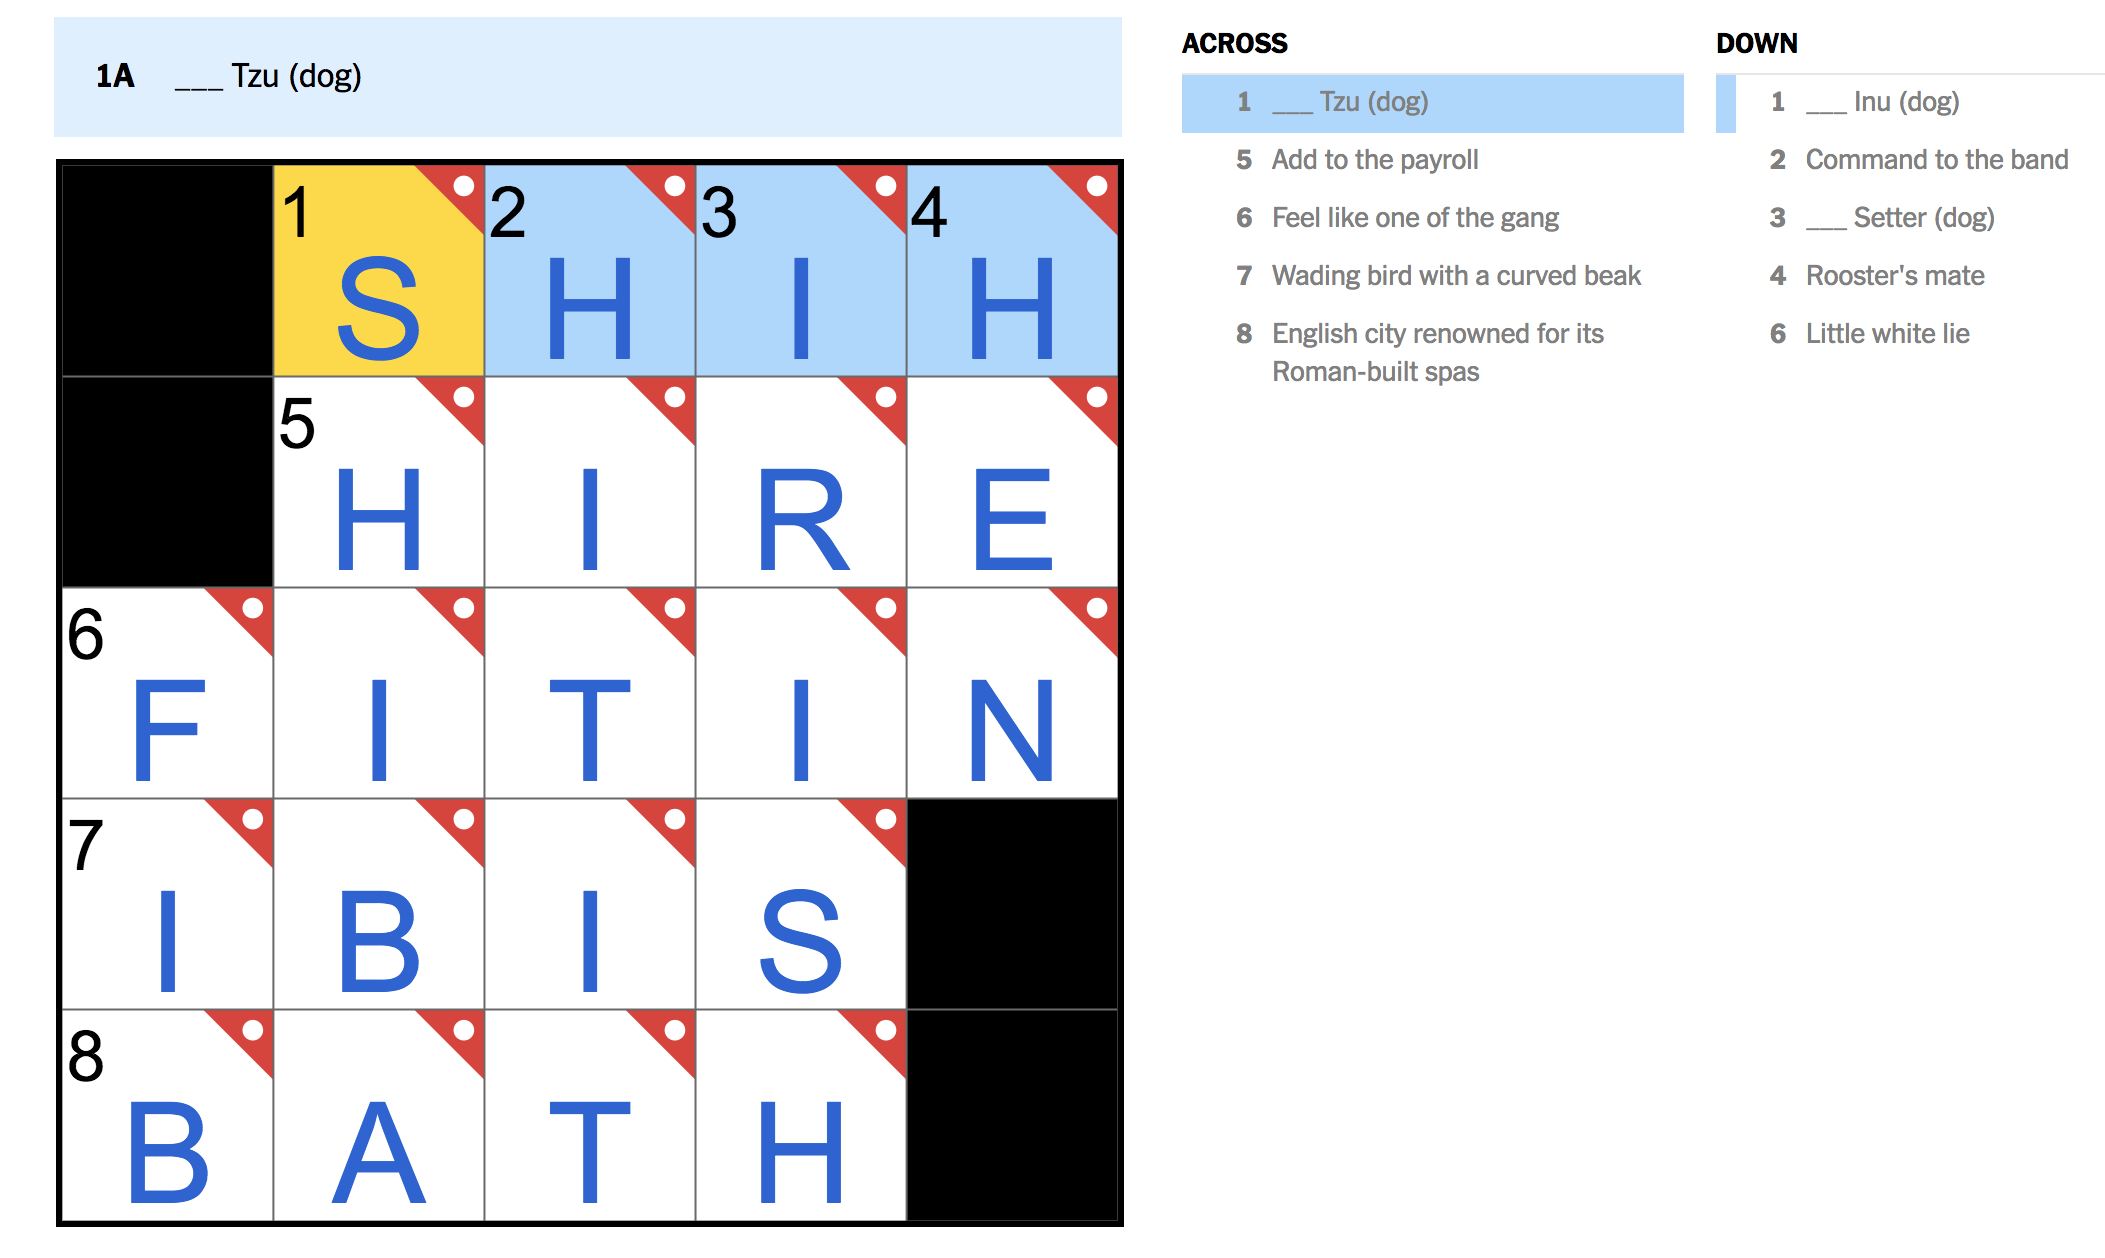 1A ___ Tzu (dog)
1 S 2 H 3 I 4 H
5 H I R E
6 F I T I N
7 I B I S
8 B A T H
ACROSS
1 ___ Tzu (dog)
5 Add to the payroll
6 Feel like one of the gang
7 Wading bird with a curved beak
8 English city renowned for its
Roman-built spas
DOWN
1 ___ Inu (dog)
2 Command to the band
3 ___ Setter (dog)
4 Rooster's mate
6 Little white lie